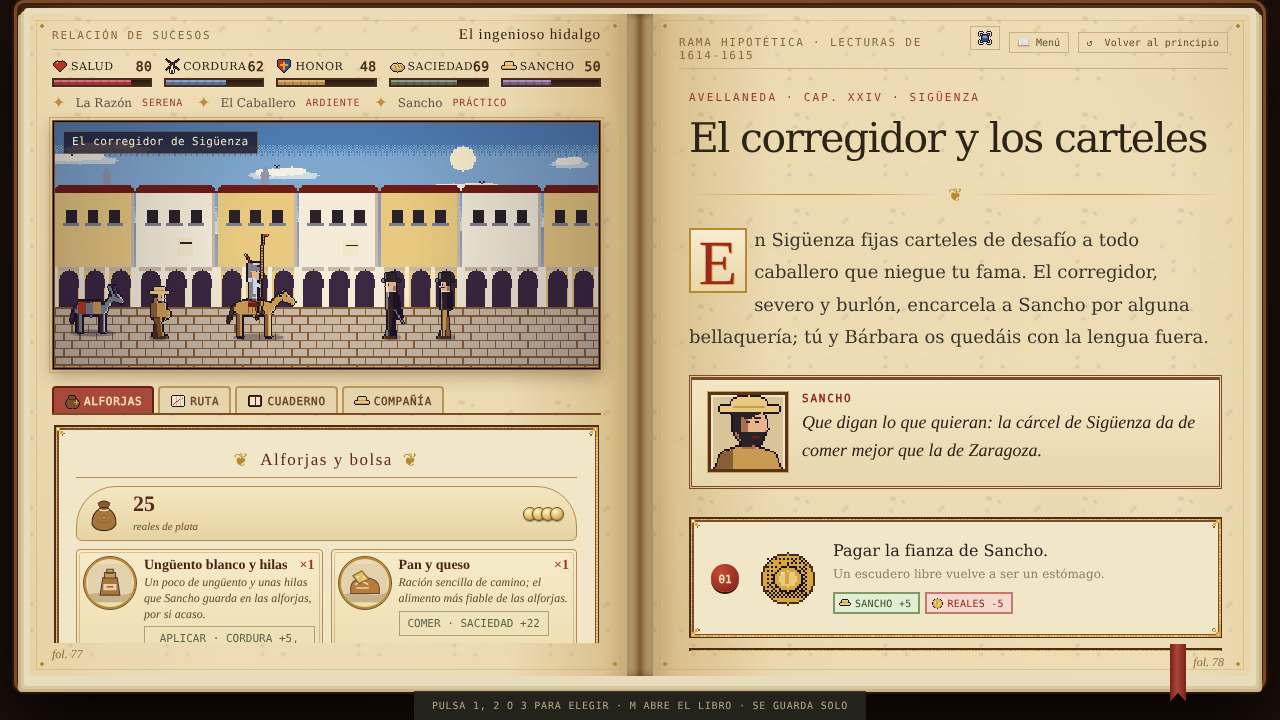 RELACIÓN DE SUCESOS
El ingenioso hidalgo
SALUD 80
CORDURA 62
HONOR 48
SACIEDAD 69
SANCHO 50
La Razón SERENA
El Caballero ARDIENTE
Sancho PRÁCTICO
El corregidor de Sigüenza
ALFORJAS
RUTA
CUADERNO
COMPAÑÍA
Alforjas y bolsa
25
reales de plata
Ungüento blanco y hilas ×1
Un poco de ungüento y unas hilas
que Sancho guarda en las alforjas,
por si acaso.
APLICAR · CORDURA +5,
Pan y queso ×1
Ración sencilla de camino; el
alimento más fiable de las alforjas.
COMER · SACIEDAD +22
fol. 77
RAMA HIPOTÉTICA · LECTURAS DE
1614-1615
Menú
↺ Volver al principio
AVELLANEDA · CAP. XXIV · SIGÜENZA
El corregidor y los carteles
En Sigüenza fijas carteles de desafío a todo
caballero que niegue tu fama. El corregidor,
severo y burlón, encarcela a Sancho por alguna
bellaquería; tú y Bárbara os quedáis con la lengua fuera.
SANCHO
Que digan lo que quieran: la cárcel de Sigüenza da de
comer mejor que la de Zaragoza.
01
Pagar la fianza de Sancho.
Un escudero libre vuelve a ser un estómago.
SANCHO +5
REALES -5
fol. 78
PULSA 1, 2 O 3 PARA ELEGIR · M ABRE EL LIBRO · SE GUARDA SOLO